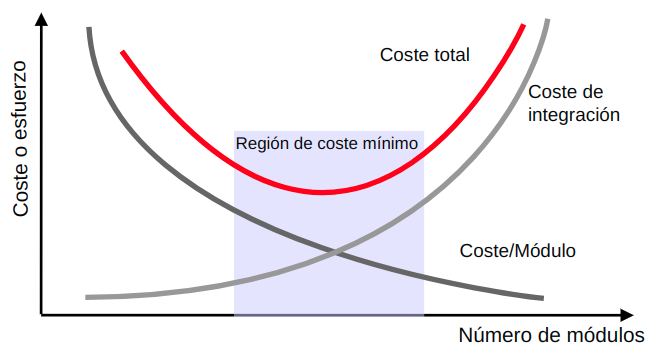 Coste total
Coste de
integración
Región de coste mínimo
Coste o esfuerzo
Coste/Módulo
Número de módulos